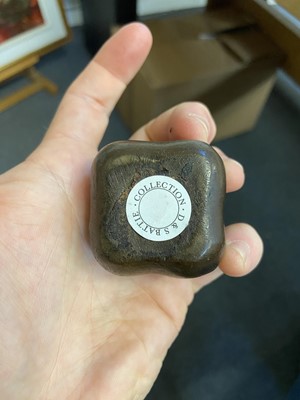 · COLLECTION · D. & S. BATTIE